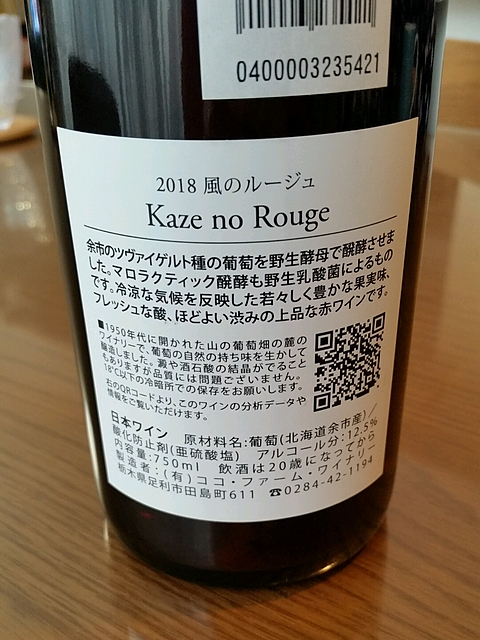 0400003235421
2018 風のルージュ
Kaze no Rouge
余市のツヴァイゲルト種の葡萄を野生酵母で醗酵させま
した。マロラクティック醗酵も野生乳酸菌によるもの
です。冷涼な気候を反映した若々しく豊かな果実味、
フレッシュな酸、ほどよい渋みの上品な赤ワインです。
■1950年代に開かれた山の葡萄畑の麓の
ワイナリーで、葡萄の自然の持ち味を生かして
醸造しました。澱や酒石酸の結晶がでること
もありますが品質には問題ございません。
18℃以下の冷暗所での保存をお願いします。
右のQRコードより、このワインの分析データや
情報をご覧いただけます。
日本ワイン 原材料名:葡萄(北海道余市産)／
酸化防止剤(亜硫酸塩) アルコール分:12.5%
内容量:750ml 飲酒は20歳になってから
製造者:(有)ココ・ファーム・ワイナリー
栃木県足利市田島町611 ☎0284-42-1194